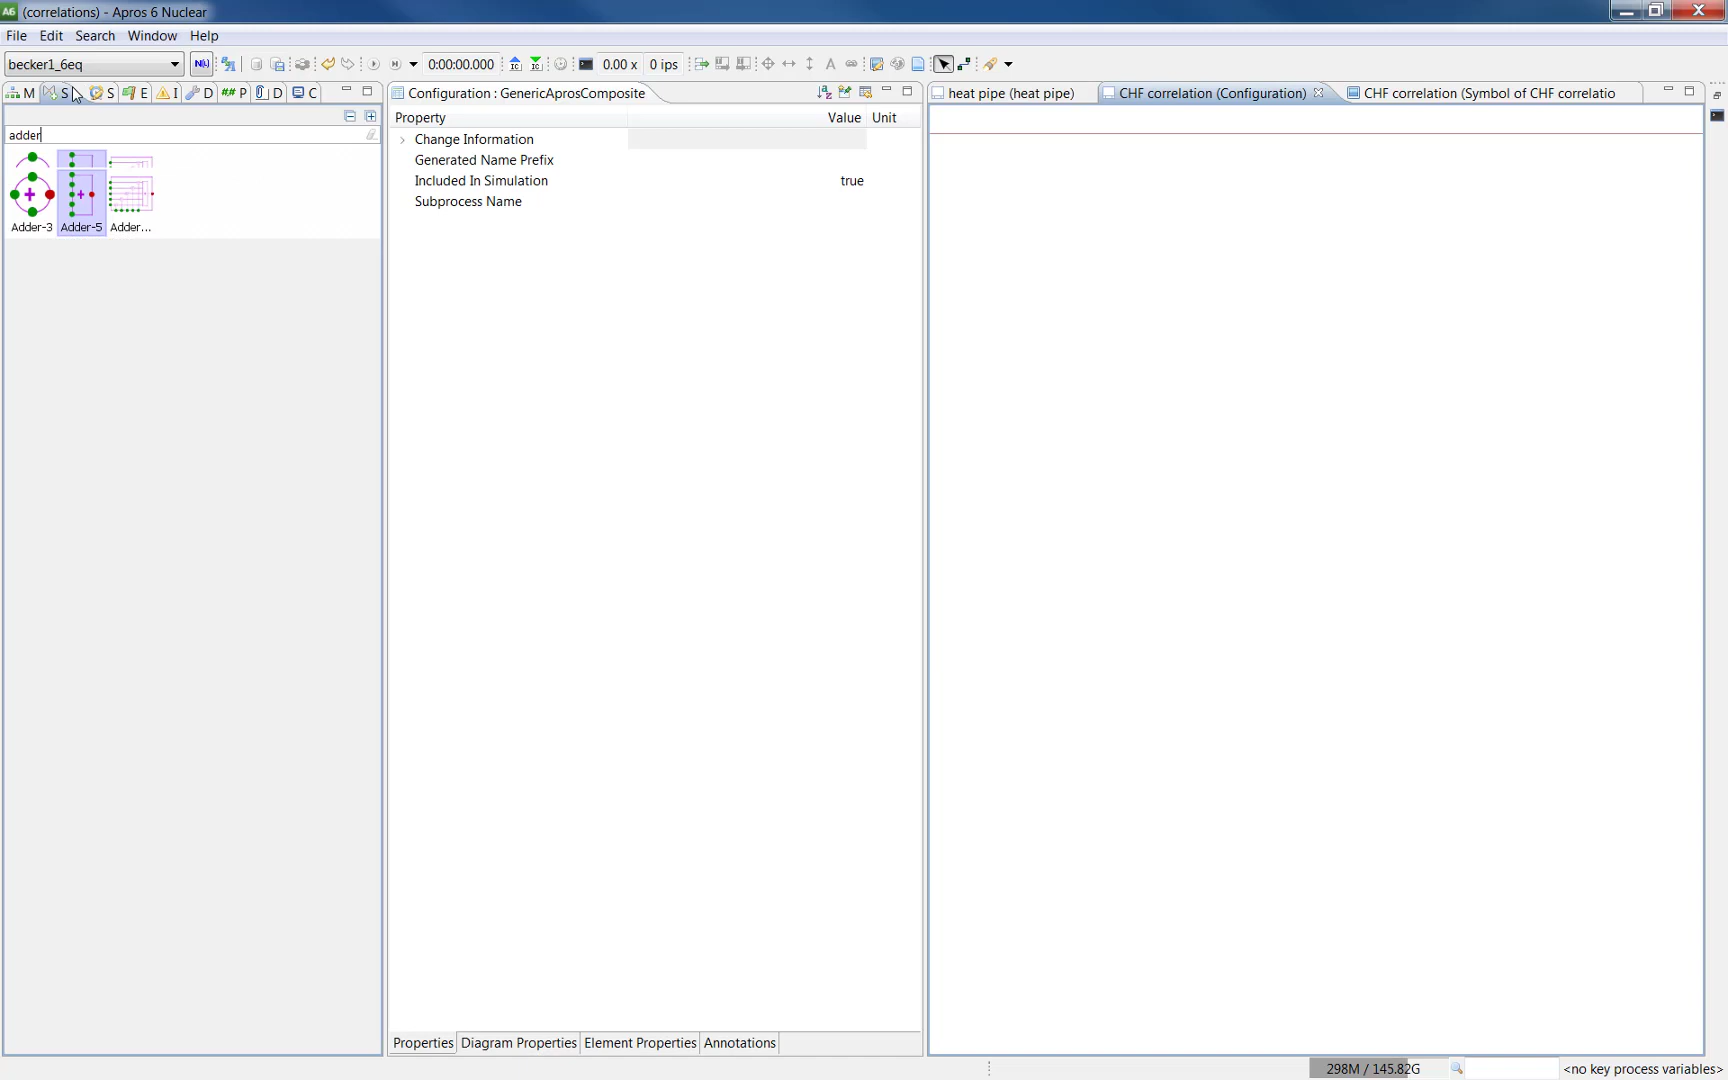 A6 (correlations) - Apros 6 Nuclear
File Edit Search Window Help
becker1_6eq N(L) 0:00:00.000 IC IC 0.00 x 0 ips A
M S S E I D ## P D C
adder
Adder-3 Adder-5 Adder...
Configuration : GenericAprosComposite
Property Value Unit
Change Information
Generated Name Prefix
Included In Simulation true
Subprocess Name
Properties Diagram Properties Element Properties Annotations
heat pipe (heat pipe) CHF correlation (Configuration) CHF correlation (Symbol of CHF correlatio
298M / 145.82G <no key process variables>